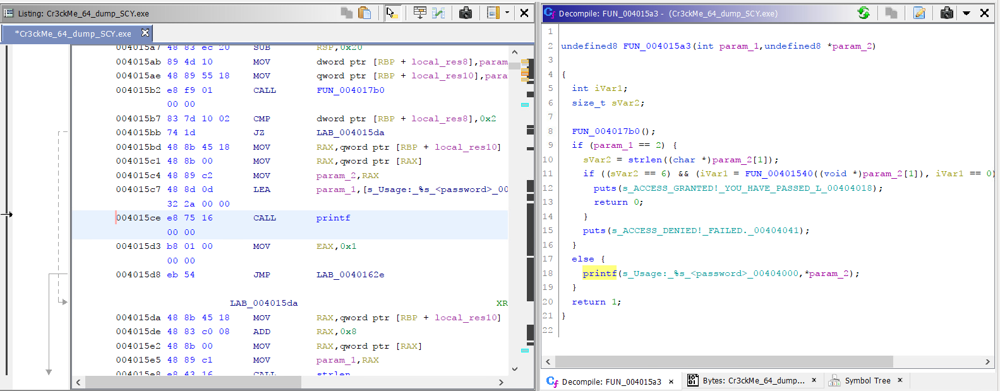 Listing: Cr3ckMe_64_dump_SCY.exe
*Cr3ckMe_64_dump_SCY.exe
004015a7 48 83 ec 20 SUB RSP,0x20
004015ab 89 4d 10 MOV dword ptr [RBP + local_res8],param
004015ae 48 89 55 18 MOV qword ptr [RBP + local_res10],para
004015b2 e8 f9 01 CALL FUN_004017b0
00 00
004015b7 83 7d 10 02 CMP dword ptr [RBP + local_res8],0x2
004015bb 74 1d JZ LAB_004015da
004015bd 48 8b 45 18 MOV RAX,qword ptr [RBP + local_res10]
004015c1 48 8b 00 MOV RAX,qword ptr [RAX]
004015c4 48 89 c2 MOV param_2,RAX
004015c7 48 8d 0d LEA param_1,[s_Usage:_%s_<password>_00
32 2a 00 00
004015ce e8 75 16 CALL printf
00 00
004015d3 b8 01 00 MOV EAX,0x1
00 00
004015d8 eb 54 JMP LAB_0040162e
LAB_004015da XR
004015da 48 8b 45 18 MOV RAX,qword ptr [RBP + local_res10]
004015de 48 83 c0 08 ADD RAX,0x8
004015e2 48 8b 00 MOV RAX,qword ptr [RAX]
004015e5 48 89 c1 MOV param_1,RAX
004015e8 e8 43 16 CALL strlen
Decompile: FUN_004015a3 - (Cr3ckMe_64_dump_SCY.exe)
1
2 undefined8 FUN_004015a3(int param_1,undefined8 *param_2)
3
4 {
5 int iVar1;
6 size_t sVar2;
7
8 FUN_004017b0();
9 if (param_1 == 2) {
10 sVar2 = strlen((char *)param_2[1]);
11 if ((sVar2 == 6) && (iVar1 = FUN_00401540((void *)param_2[1]), iVar1 == 0)
12 puts(s_ACCESS_GRANTED!_YOU_HAVE_PASSED_L_00404018);
13 return 0;
14 }
15 puts(s_ACCESS_DENIED!_FAILED._00404041);
16 }
17 else {
18 printf(s_Usage:_%s_<password>_00404000,*param_2);
19 }
20 return 1;
21 }
22
Decompile: FUN_004015a3
Bytes: Cr3ckMe_64_dump...
Symbol Tree